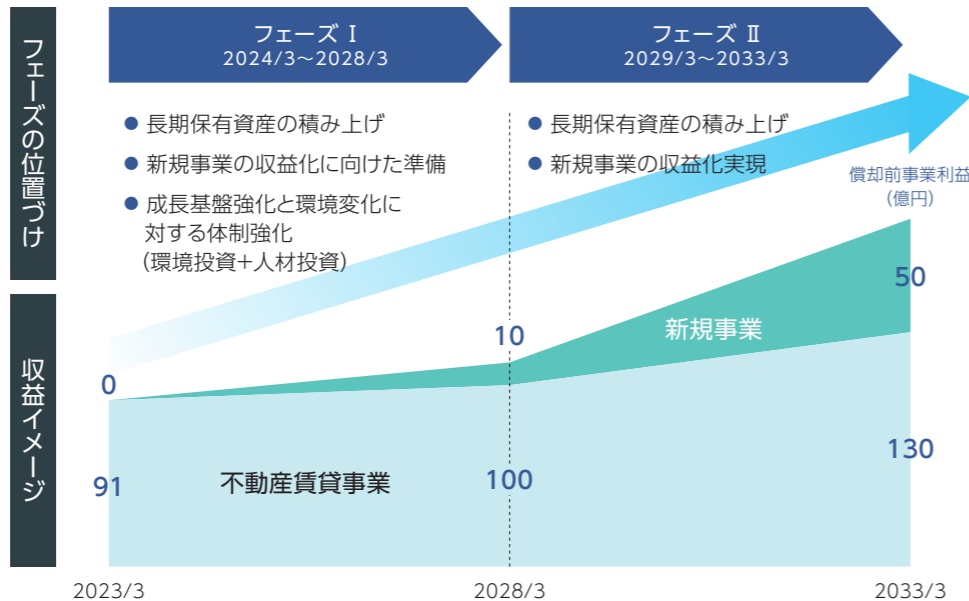 フェーズの位置づけ
フェーズ Ⅰ
2024/3～2028/3
フェーズ Ⅱ
2029/3～2033/3
● 長期保有資産の積み上げ
● 新規事業の収益化に向けた準備
● 成長基盤強化と環境変化に
対する体制強化
（環境投資+人材投資）
● 長期保有資産の積み上げ
● 新規事業の収益化実現
償却前事業利益
（億円）
収益イメージ
0
10
50
新規事業
91
不動産賃貸事業
100
130
2023/3
2028/3
2033/3